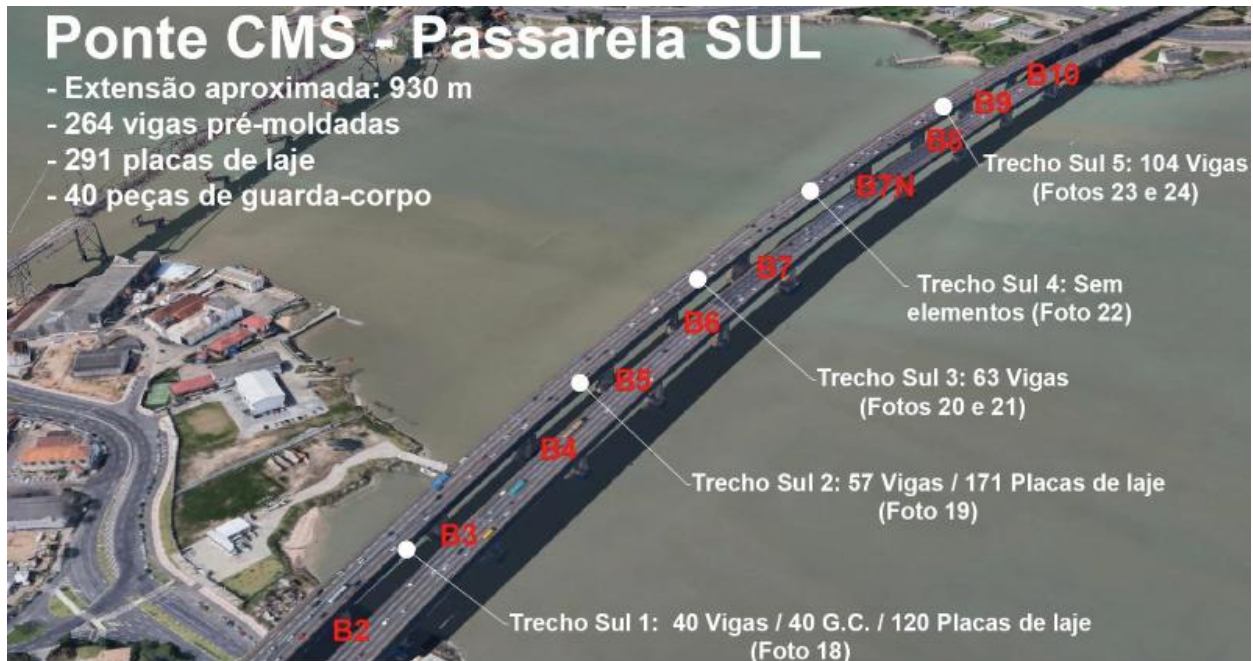 Ponte CMS - Passarela SUL
- Extensão aproximada: 930 m
- 264 vigas pré-moldadas
- 291 placas de laje
- 40 peças de guarda-corpo
B10
B9
B8
Trecho Sul 5: 104 Vigas
(Fotos 23 e 24)
B7N
B7
Trecho Sul 4: Sem
elementos (Foto 22)
B6
B5
Trecho Sul 3: 63 Vigas
(Fotos 20 e 21)
B4
Trecho Sul 2: 57 Vigas / 171 Placas de laje
(Foto 19)
B3
B2
Trecho Sul 1: 40 Vigas / 40 G.C. / 120 Placas de laje
(Foto 18)